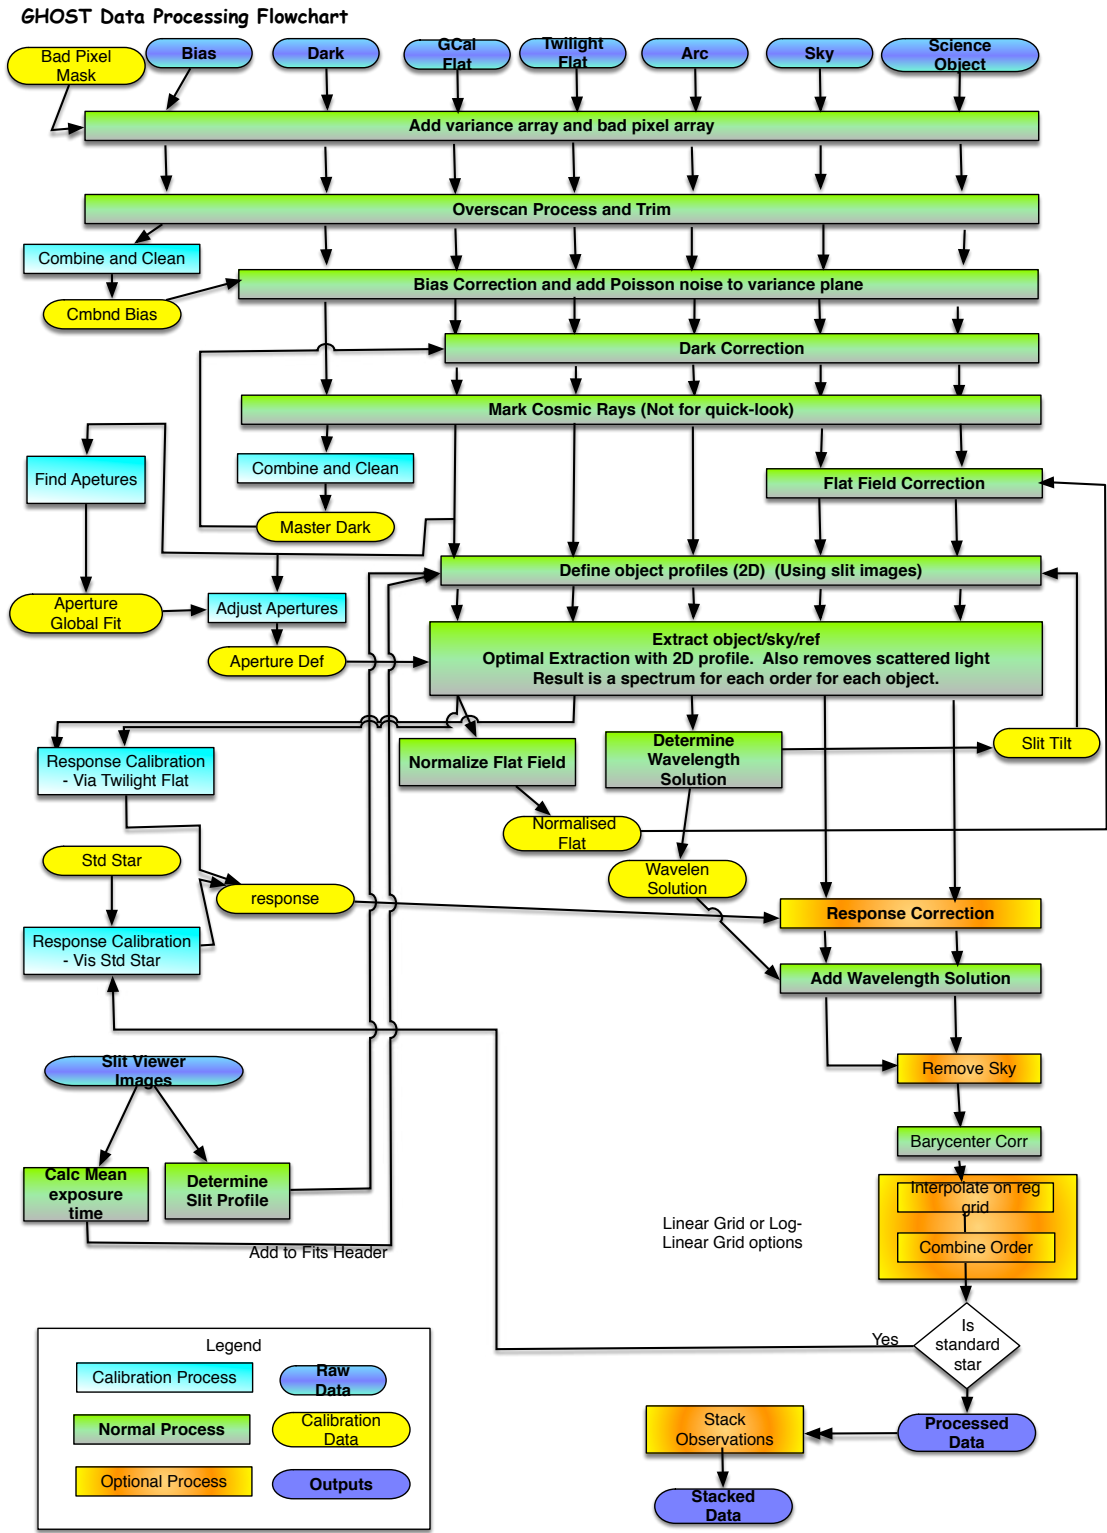 GHOST Data Processing Flowchart
Bad Pixel
Mask
Bias
Dark
GCal
Flat
Twilight
Flat
Arc
Sky
Science
Object
Add variance array and bad pixel array
Overscan Process and Trim
Combine and Clean
Cmbnd Bias
Bias Correction and add Poisson noise to variance plane
Dark Correction
Mark Cosmic Rays (Not for quick-look)
Find Apetures
Combine and Clean
Master Dark
Flat Field Correction
Define object profiles (2D)  (Using slit images)
Aperture
Global Fit
Adjust Apertures
Aperture Def
Extract object/sky/ref
Optimal Extraction with 2D profile.  Also removes scattered light
Result is a spectrum for each order for each object.
Response Calibration
- Via Twilight Flat
Normalize Flat Field
Determine
Wavelength
Solution
Slit Tilt
Normalised
Flat
Std Star
Wavelen
Solution
response
Response Correction
Response Calibration
- Vis Std Star
Add Wavelength Solution
Slit Viewer
Images
Remove Sky
Barycenter Corr
Calc Mean
exposure
time
Determine
Slit Profile
Interpolate on reg
grid
Linear Grid or Log-
Linear Grid options
Combine Order
Add to Fits Header
Is
standard
star
Yes
Legend
Calibration Process
Raw
Data
Normal Process
Calibration
Data
Optional Process
Outputs
Stack
Observations
Processed
Data
Stacked
Data